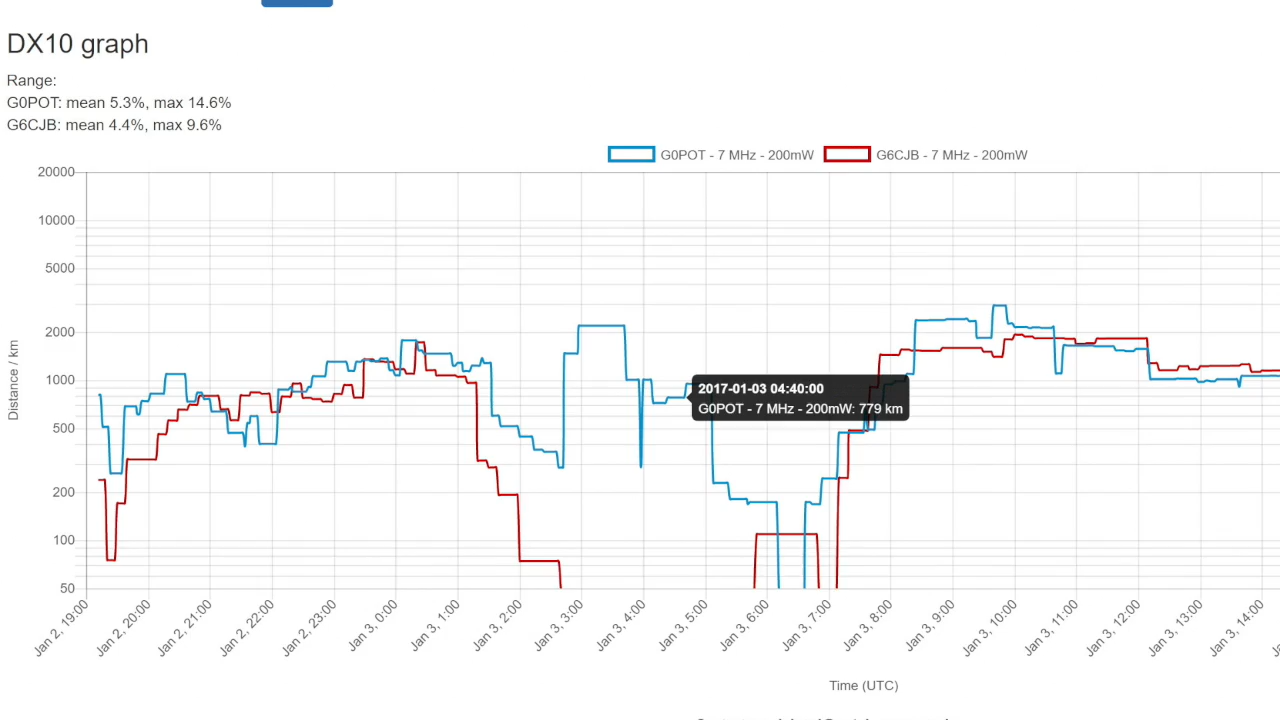 DX10 graph
Range:
G0POT: mean 5.3%, max 14.6%
G6CJB: mean 4.4%, max 9.6%
G0POT - 7 MHz - 200mW G6CJB - 7 MHz - 200mW
20000
10000
5000
2000
1000
500
200
100
50
Distance / km
2017-01-03 04:40:00
G0POT - 7 MHz - 200mW: 779 km
Jan 2, 19:00
Jan 2, 20:00
Jan 2, 21:00
Jan 2, 22:00
Jan 2, 23:00
Jan 3, 0:00
Jan 3, 1:00
Jan 3, 2:00
Jan 3, 3:00
Jan 3, 4:00
Jan 3, 5:00
Jan 3, 6:00
Jan 3, 7:00
Jan 3, 8:00
Jan 3, 9:00
Jan 3, 10:00
Jan 3, 11:00
Jan 3, 12:00
Jan 3, 13:00
Jan 3, 14:00
Time (UTC)